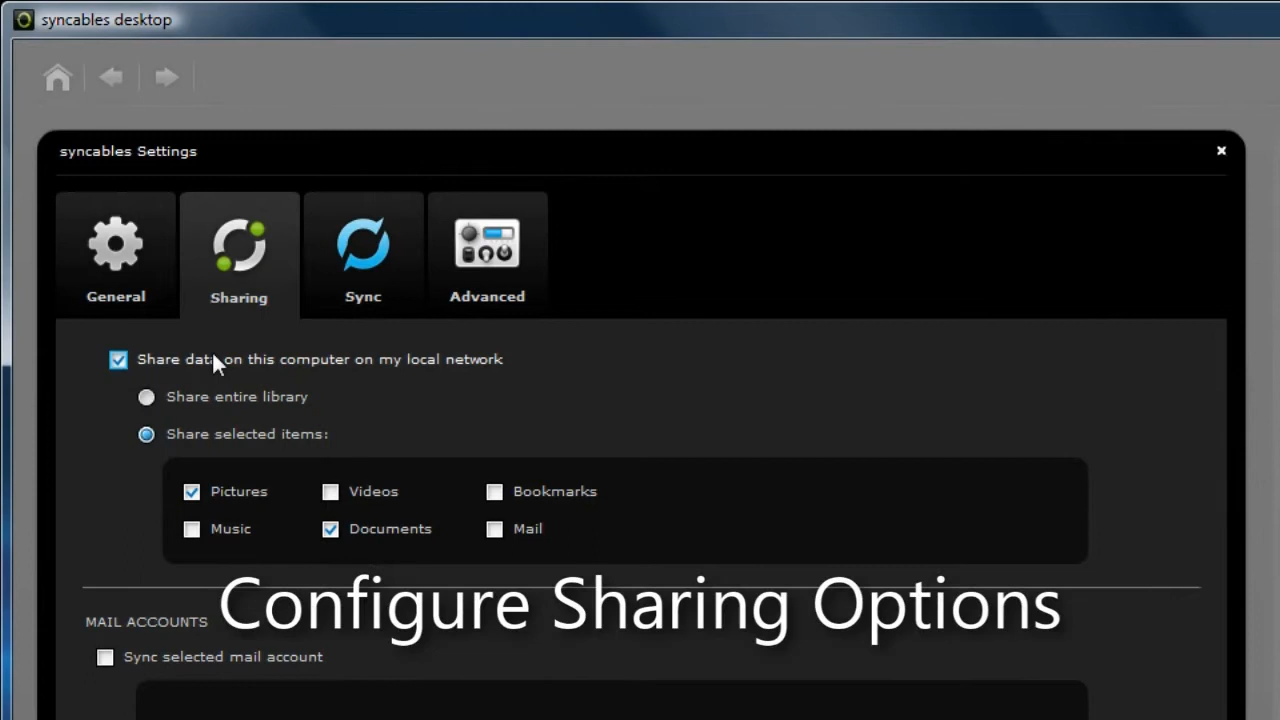 syncables desktop
syncables Settings
General Sharing Sync Advanced
Share data on this computer on my local network
Share entire library
Share selected items:
Pictures Videos Bookmarks
Music Documents Mail
Configure Sharing Options
MAIL ACCOUNTS
Sync selected mail account